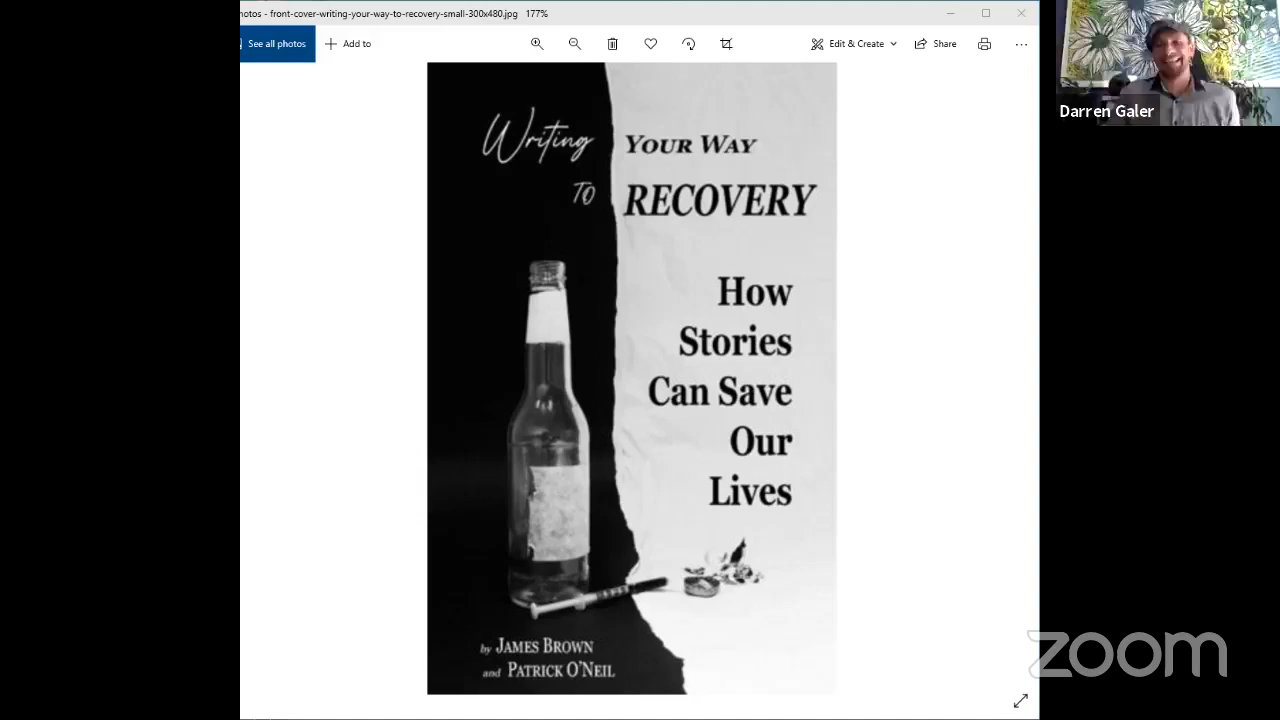 hotos - front-cover-writing-your-way-to-recovery-small-300x480.jpg 177%
See all photos
Add to
Edit & Create
Share
Darren Galer
Writing YOUR WAY
TO RECOVERY
How
Stories
Can Save
Our
Lives
by JAMES BROWN
and PATRICK O'NEIL
zoom